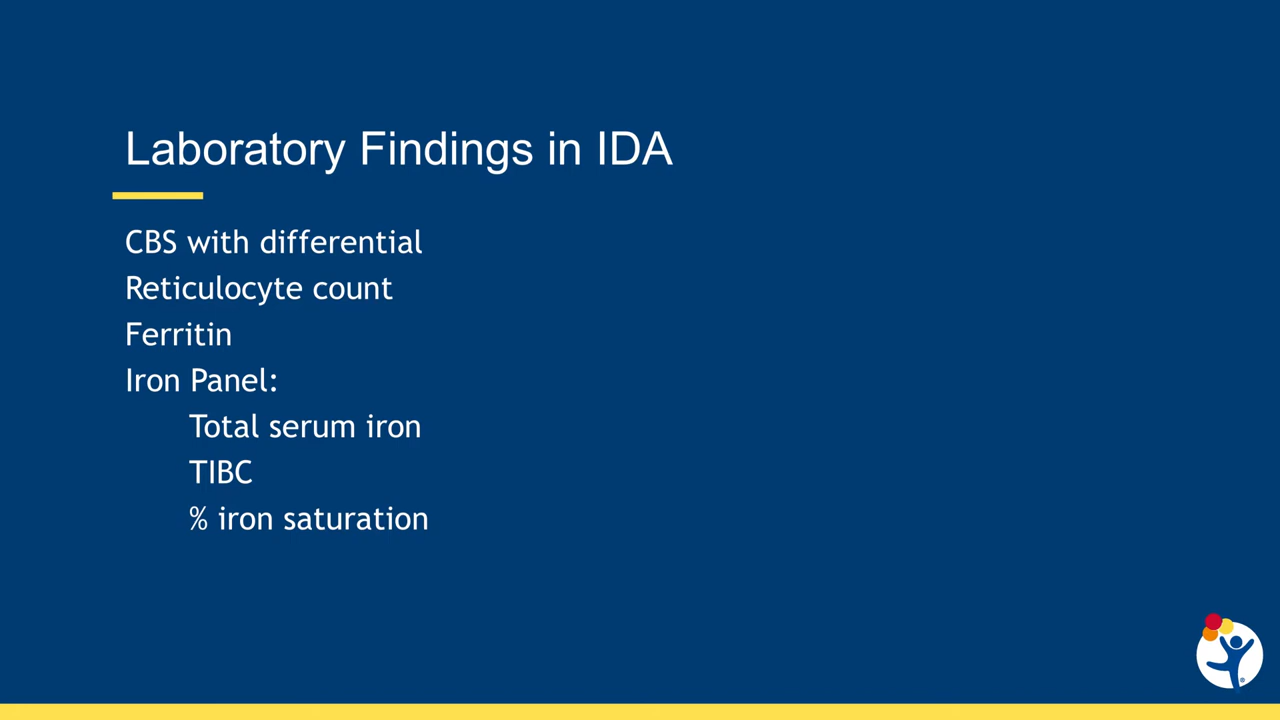 Laboratory Findings in IDA
CBS with differential
Reticulocyte count
Ferritin
Iron Panel:
Total serum iron
TIBC
% iron saturation
®